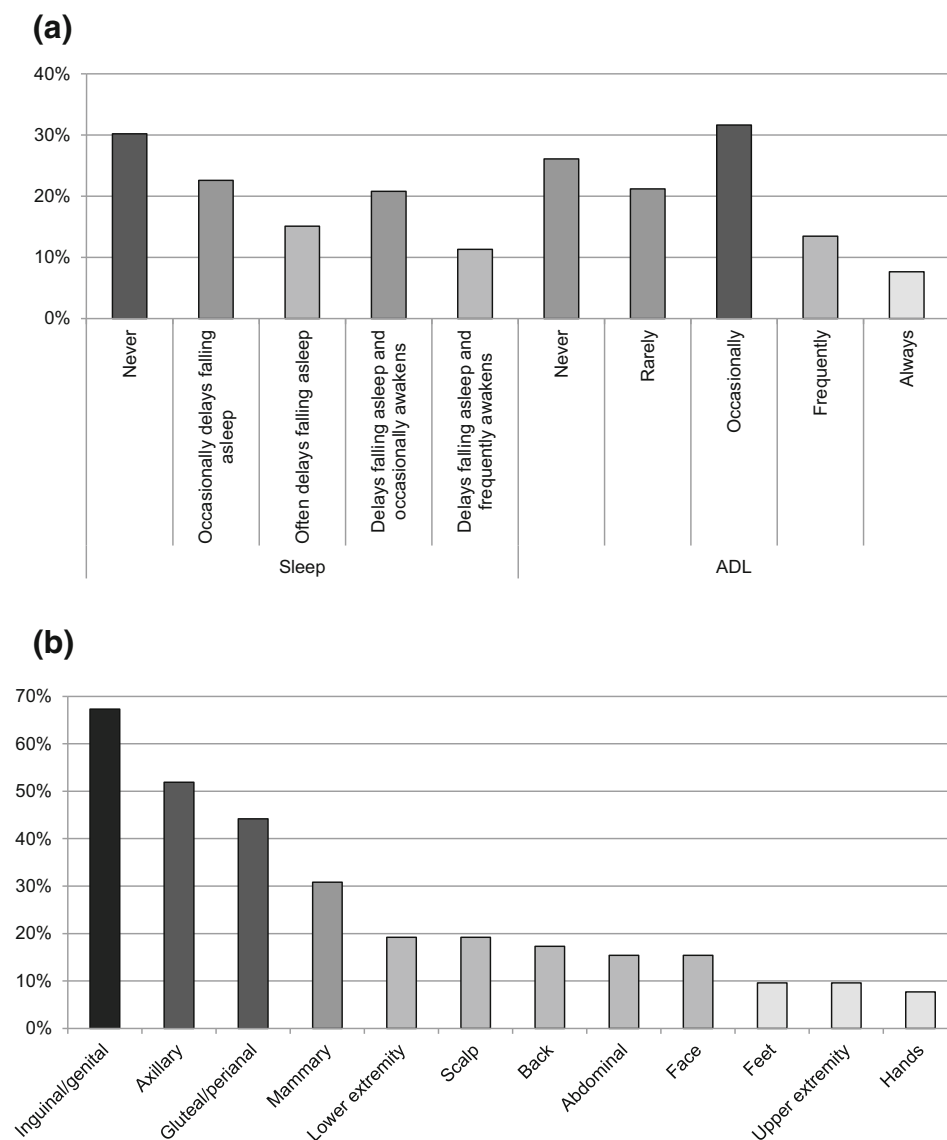 (a)
40%
30%
20%
10%
0%
Never
Occasionally delays falling
asleep
Often delays falling asleep
Delays falling asleep and
occasionally awakens
Delays falling asleep and
frequently awakens
Never
Rarely
Occasionally
Frequently
Always
Sleep
ADL
(b)
70%
60%
50%
40%
30%
20%
10%
0%
Inguinal/genital
Axillary
Gluteal/perianal
Mammary
Lower extremity
Scalp
Back
Abdominal
Face
Feet
Upper extremity
Hands